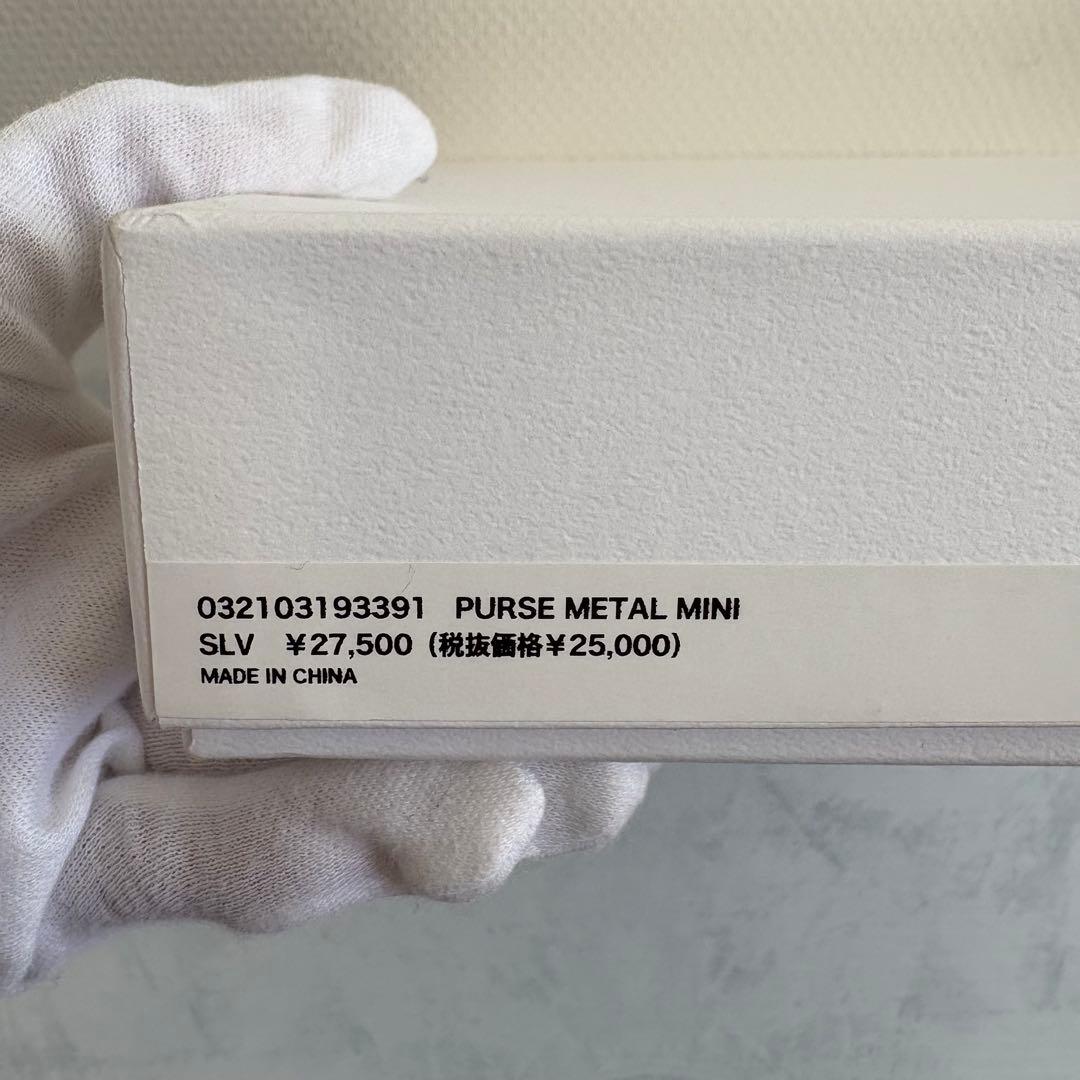 032103193391 PURSE METAL MINI
SLV ￥27,500 (税抜価格￥25,000)
MADE IN CHINA